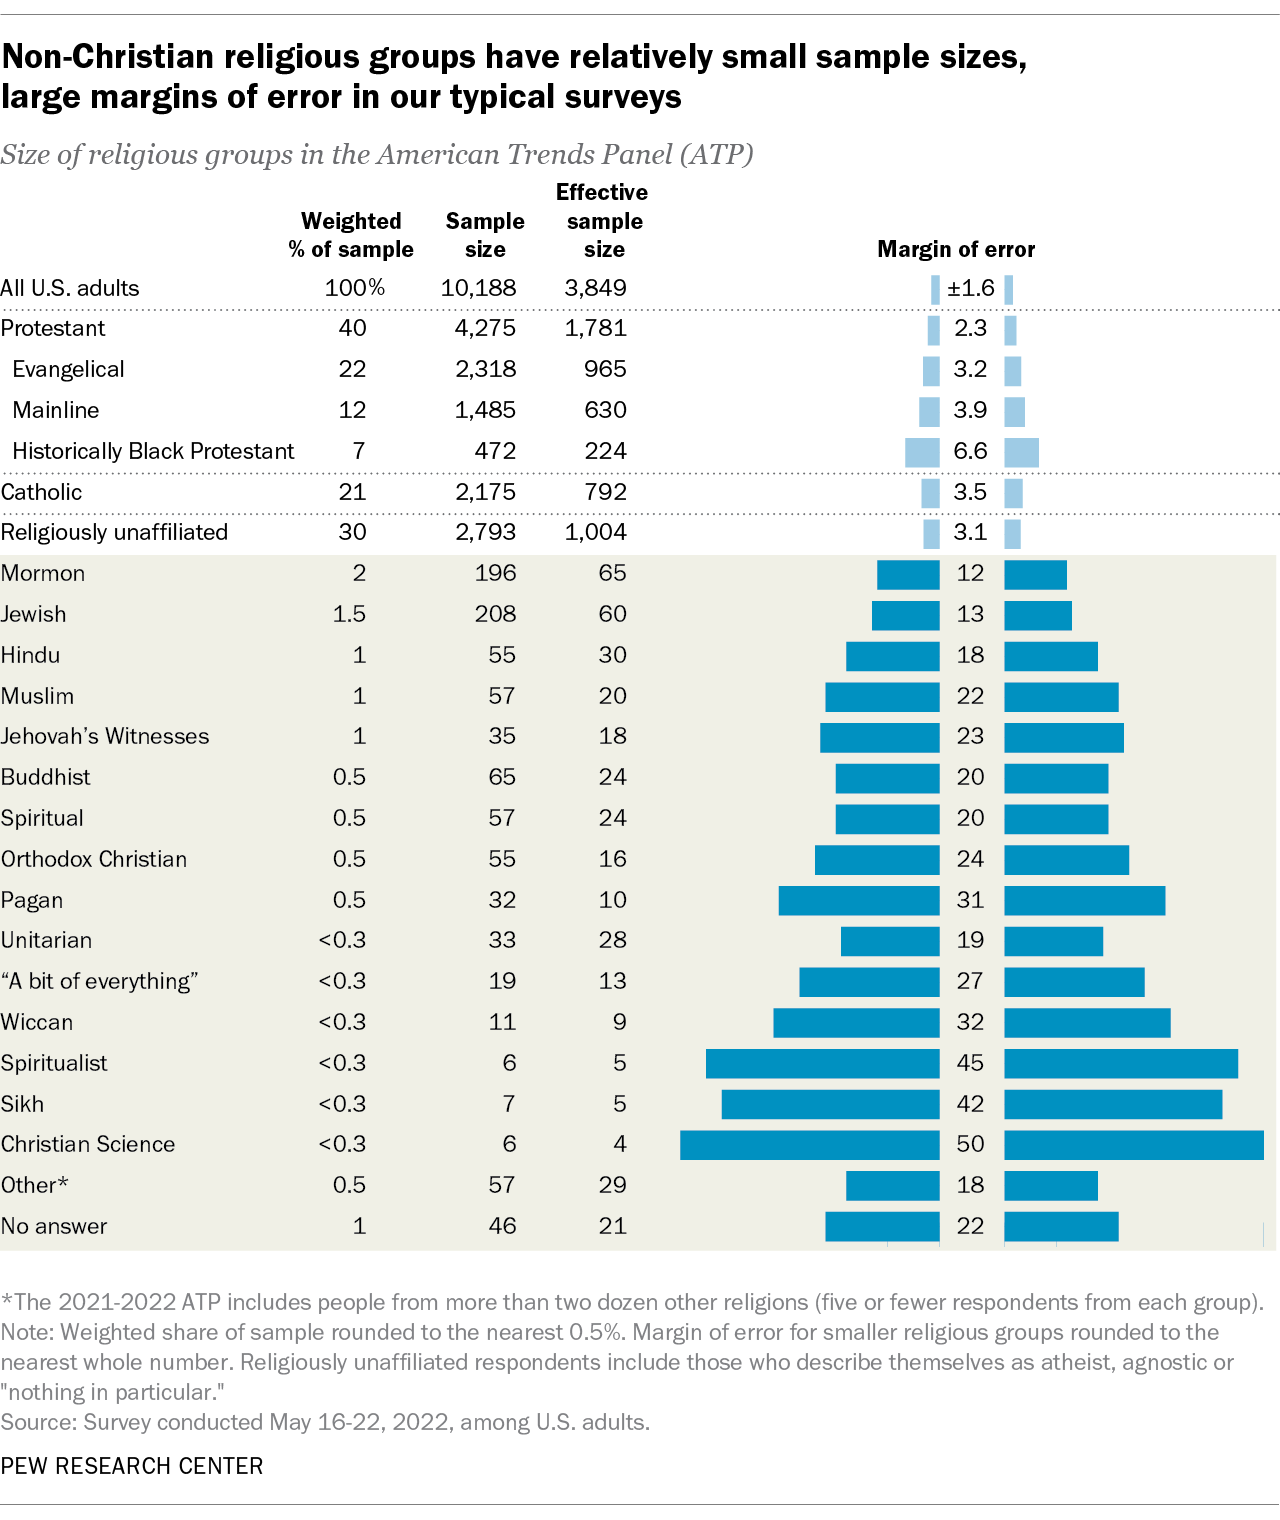 Non-Christian religious groups have relatively small sample sizes,
large margins of error in our typical surveys
Size of religious groups in the American Trends Panel (ATP)
Weighted % of sample Sample size Effective sample size Margin of error
All U.S. adults 100% 10,188 3,849 ±1.6
Protestant 40 4,275 1,781 2.3
Evangelical 22 2,318 965 3.2
Mainline 12 1,485 630 3.9
Historically Black Protestant 7 472 224 6.6
Catholic 21 2,175 792 3.5
Religiously unaffiliated 30 2,793 1,004 3.1
Mormon 2 196 65 12
Jewish 1.5 208 60 13
Hindu 1 55 30 18
Muslim 1 57 20 22
Jehovah’s Witnesses 1 35 18 23
Buddhist 0.5 65 24 20
Spiritual 0.5 57 24 20
Orthodox Christian 0.5 55 16 24
Pagan 0.5 32 10 31
Unitarian <0.3 33 28 19
“A bit of everything” <0.3 19 13 27
Wiccan <0.3 11 9 32
Spiritualist <0.3 6 5 45
Sikh <0.3 7 5 42
Christian Science <0.3 6 4 50
Other* 0.5 57 29 18
No answer 1 46 21 22
*The 2021-2022 ATP includes people from more than two dozen other religions (five or fewer respondents from each group).
Note: Weighted share of sample rounded to the nearest 0.5%. Margin of error for smaller religious groups rounded to the
nearest whole number. Religiously unaffiliated respondents include those who describe themselves as atheist, agnostic or
"nothing in particular."
Source: Survey conducted May 16-22, 2022, among U.S. adults.
PEW RESEARCH CENTER